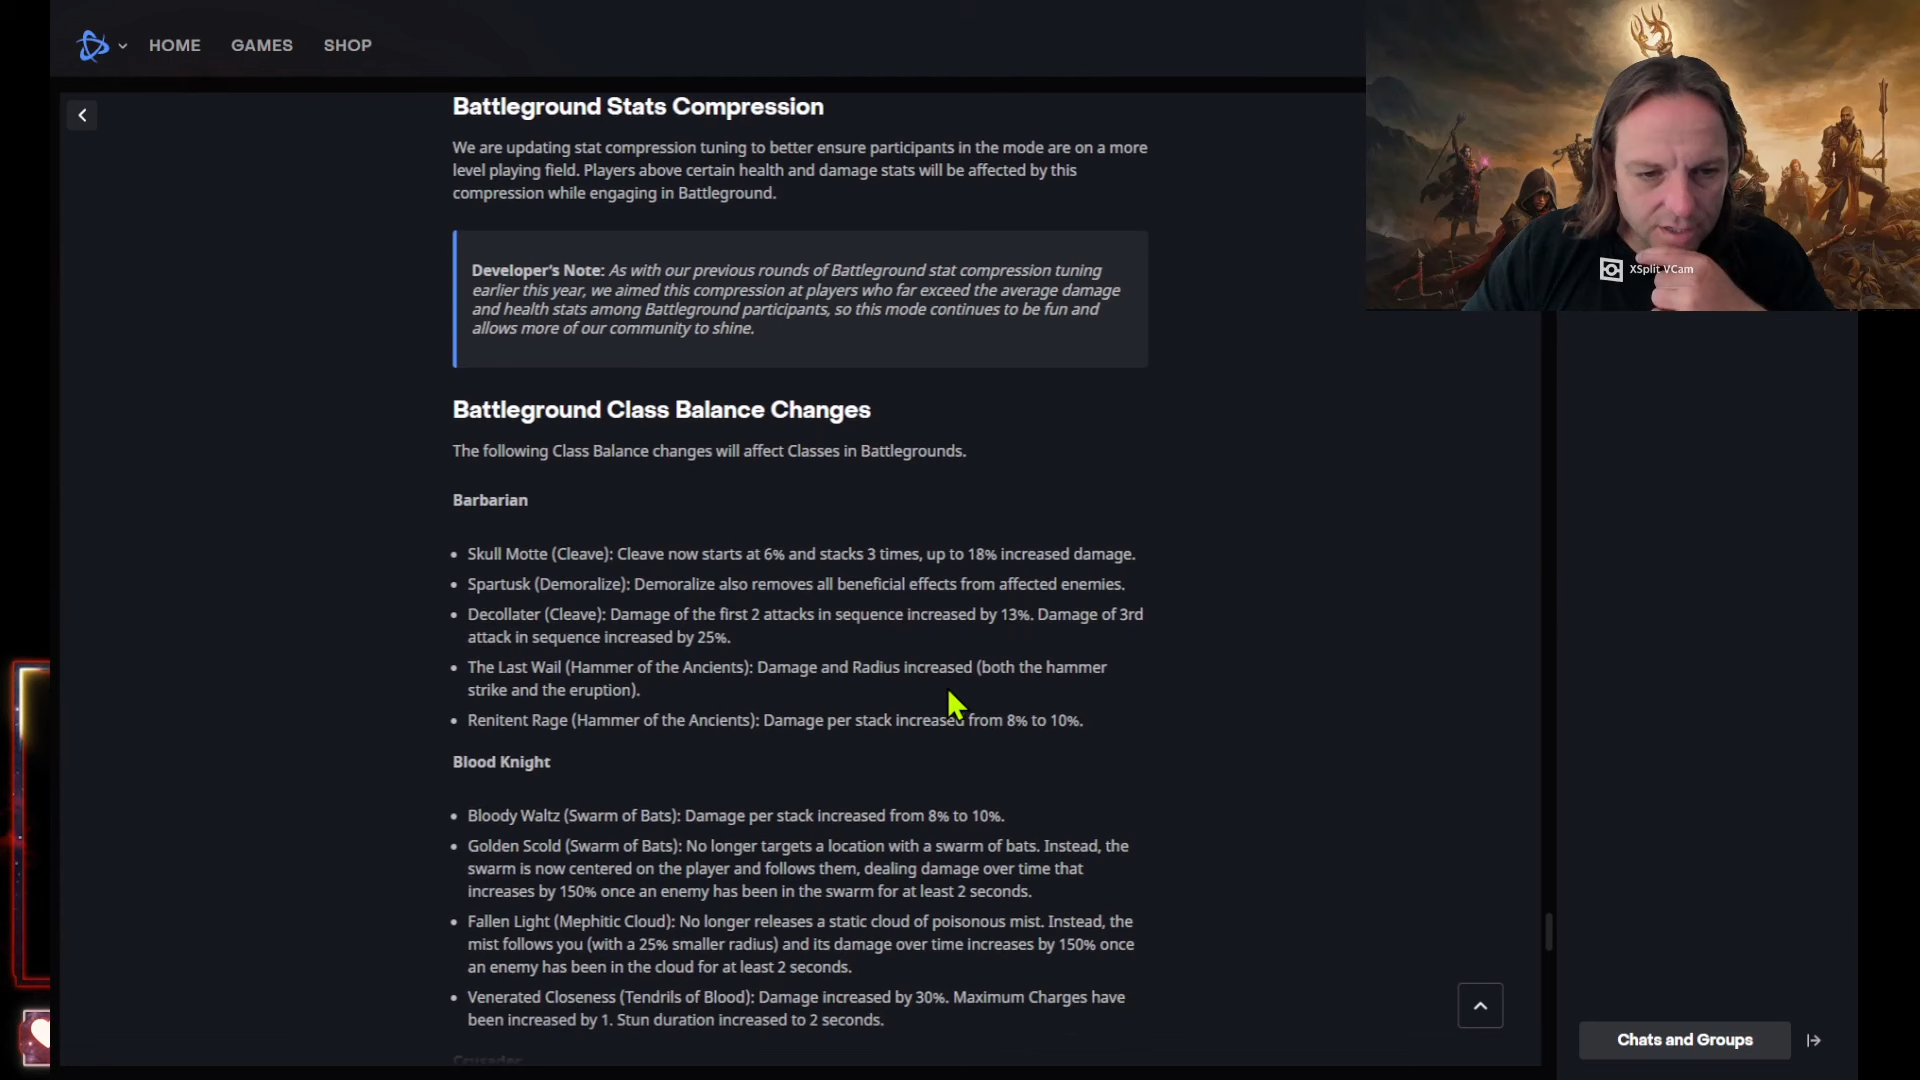 HOME GAMES SHOP
Battleground Stats Compression
We are updating stat compression tuning to better ensure participants in the mode are on a more
level playing field. Players above certain health and damage stats will be affected by this
compression while engaging in Battleground.
Developer's Note: As with our previous rounds of Battleground stat compression tuning
earlier this year, we aimed this compression at players who far exceed the average damage
and health stats among Battleground participants, so this mode continues to be fun and
allows more of our community to shine.
XSplit VCam
Battleground Class Balance Changes
The following Class Balance changes will affect Classes in Battlegrounds.
Barbarian
• Skull Motte (Cleave): Cleave now starts at 6% and stacks 3 times, up to 18% increased damage.
• Spartusk (Demoralize): Demoralize also removes all beneficial effects from affected enemies.
• Decollater (Cleave): Damage of the first 2 attacks in sequence increased by 13%. Damage of 3rd
attack in sequence increased by 25%.
• The Last Wail (Hammer of the Ancients): Damage and Radius increased (both the hammer
strike and the eruption).
• Renitent Rage (Hammer of the Ancients): Damage per stack increased from 8% to 10%.
Blood Knight
• Bloody Waltz (Swarm of Bats): Damage per stack increased from 8% to 10%.
• Golden Scold (Swarm of Bats): No longer targets a location with a swarm of bats. Instead, the
swarm is now centered on the player and follows them, dealing damage over time that
increases by 150% once an enemy has been in the swarm for at least 2 seconds.
• Fallen Light (Mephitic Cloud): No longer releases a static cloud of poisonous mist. Instead, the
mist follows you (with a 25% smaller radius) and its damage over time increases by 150% once
an enemy has been in the cloud for at least 2 seconds.
• Venerated Closeness (Tendrils of Blood): Damage increased by 30%. Maximum Charges have
been increased by 1. Stun duration increased to 2 seconds.
Crusader
Chats and Groups